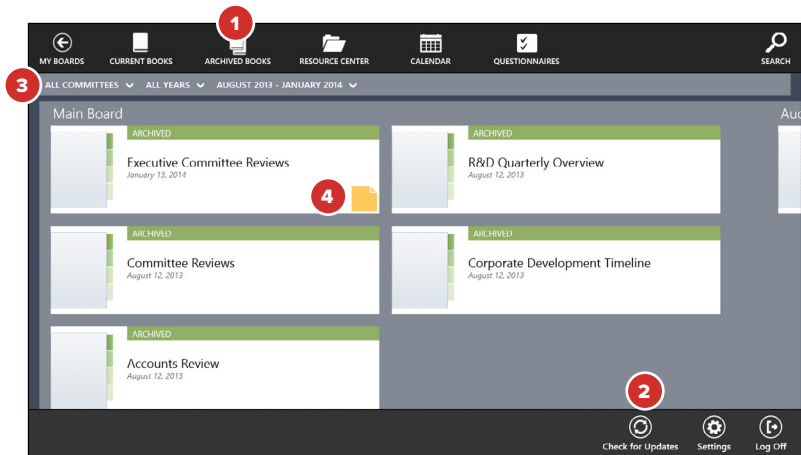 1
MY BOARDS CURRENT BOOKS ARCHIVED BOOKS RESOURCE CENTER CALENDAR QUESTIONNAIRES SEARCH
3 ALL COMMITTEES ALL YEARS AUGUST 2013 - JANUARY 2014
Main Board Auc
ARCHIVED
Executive Committee Reviews
January 13, 2014
4
ARCHIVED
R&D Quarterly Overview
August 12, 2013
ARCHIVED
Committee Reviews
August 12, 2013
ARCHIVED
Corporate Development Timeline
August 12, 2013
ARCHIVED
Accounts Review
August 12, 2013
2
Check for Updates Settings Log Off